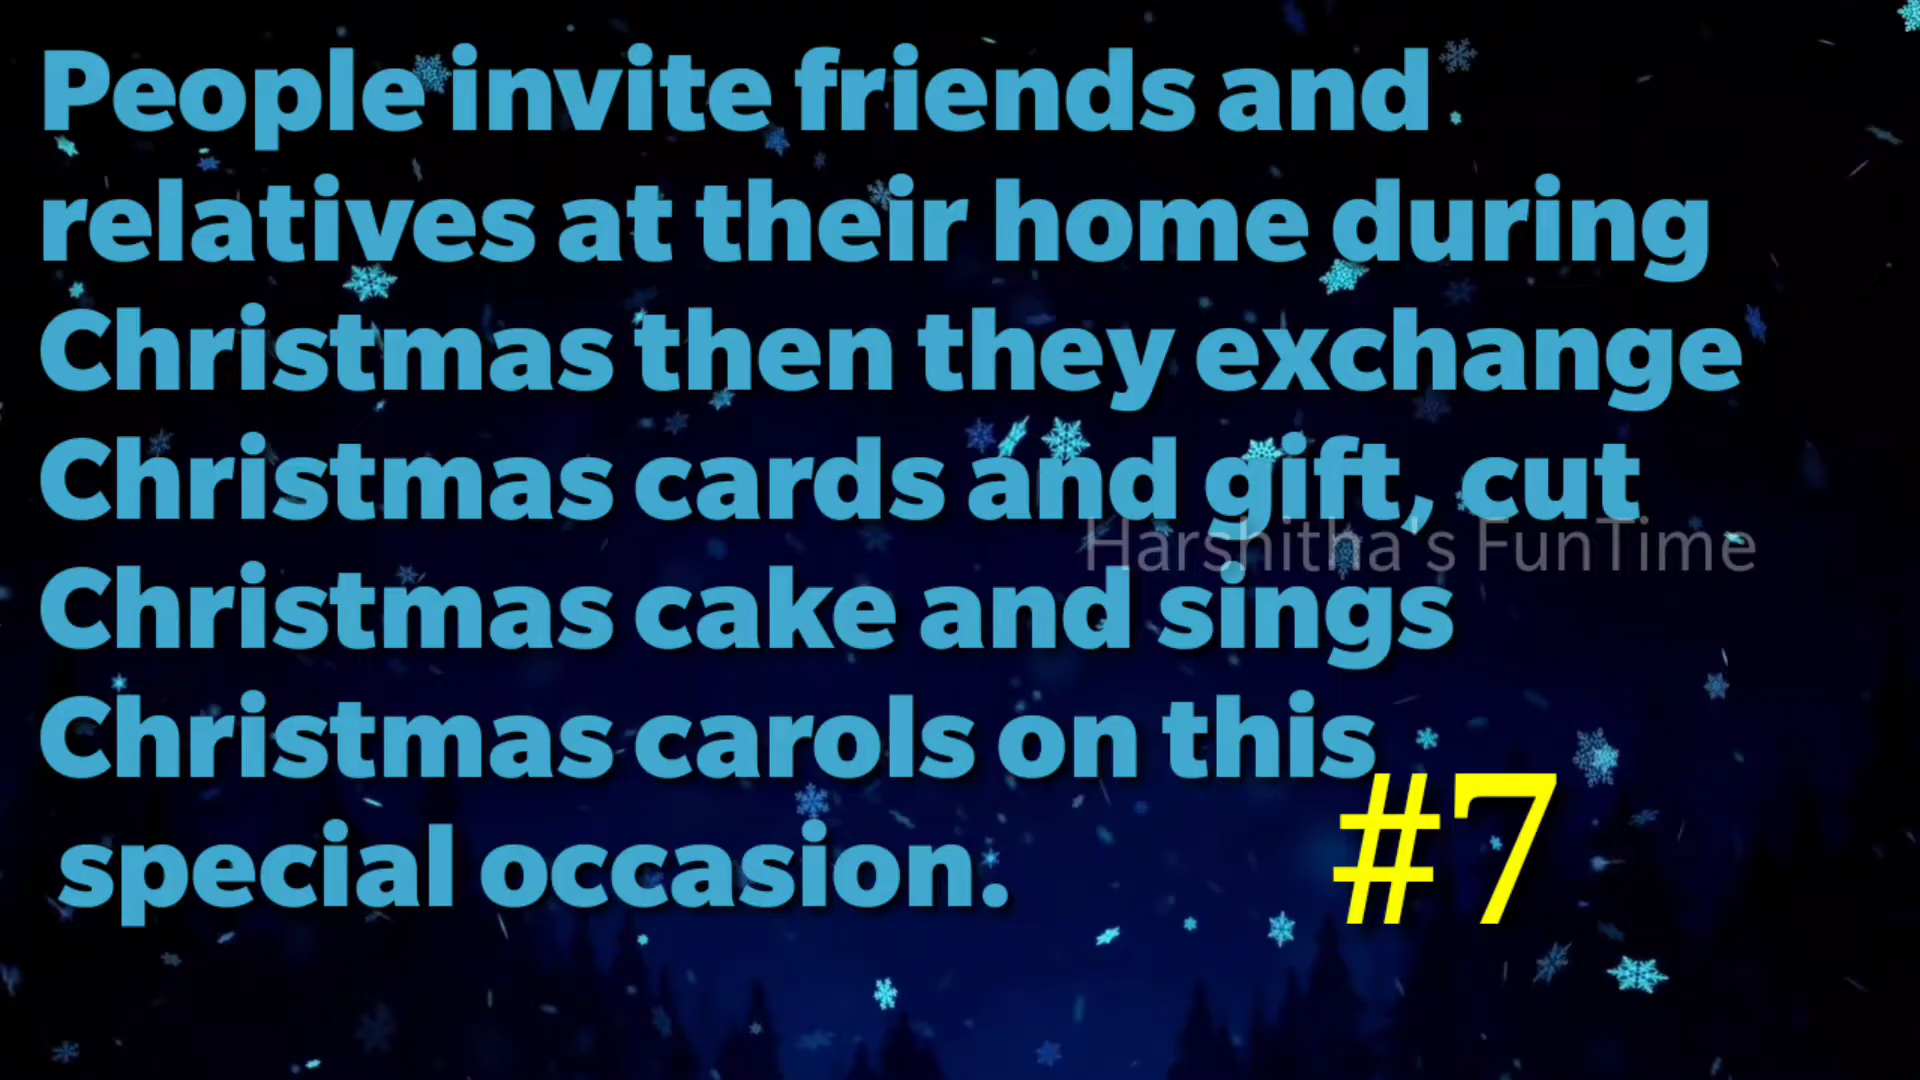 People invite friends and
relatives at their home during
Christmas then they exchange
Christmas cards and gift, cut
Harshitha's FunTime
Christmas cake and sings
Christmas carols on this
special occasion.
#7